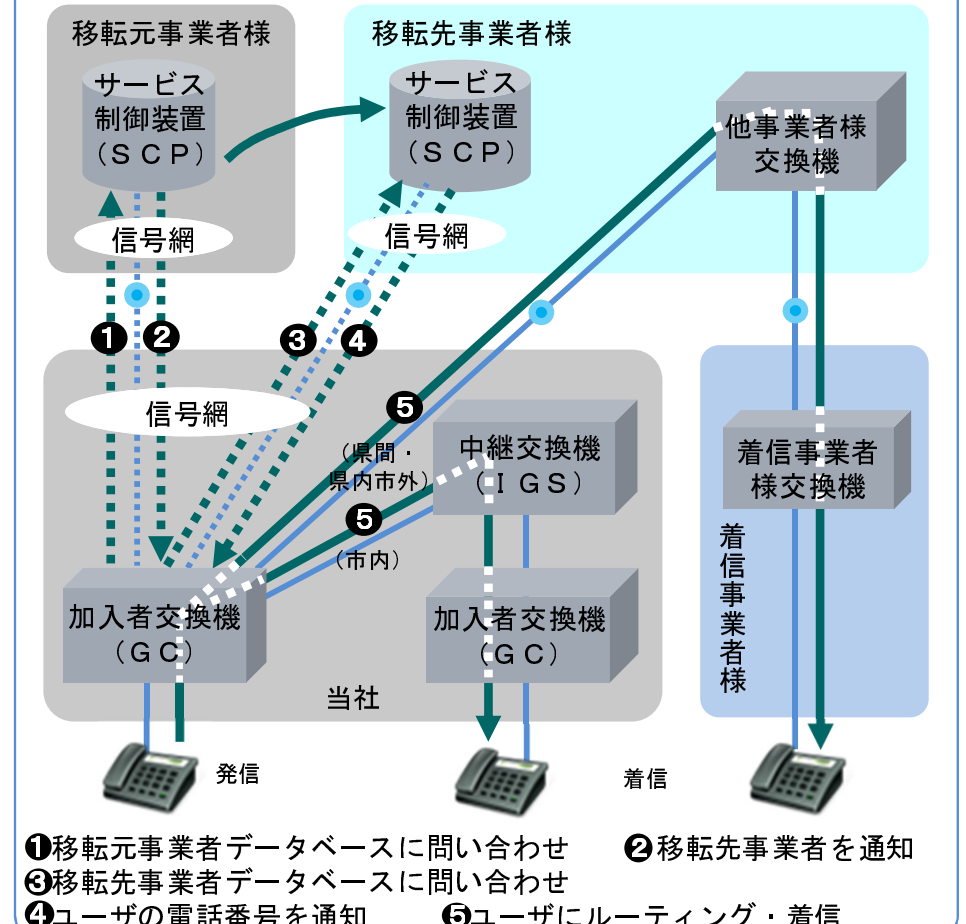 移転元事業者様
移転先事業者様
サービス
制御装置
(ＳＣＰ)
サービス
制御装置
(ＳＣＰ)
他事業者様
交換機
信号網
信号網
❶
❷
❸
❹
信号網
❺
(県間・
県内市外)
中継交換機
(ＩＧＳ)
着信事業者
様交換機
❺
(市内)
着信事業者様
加入者交換機
(ＧＣ)
加入者交換機
(ＧＣ)
当社
発信
着信
❶移転元事業者データベースに問い合わせ ❷移転先事業者を通知
❸移転先事業者データベースに問い合わせ
❹ユーザの電話番号を通知 ❺ユーザにルーティング・着信